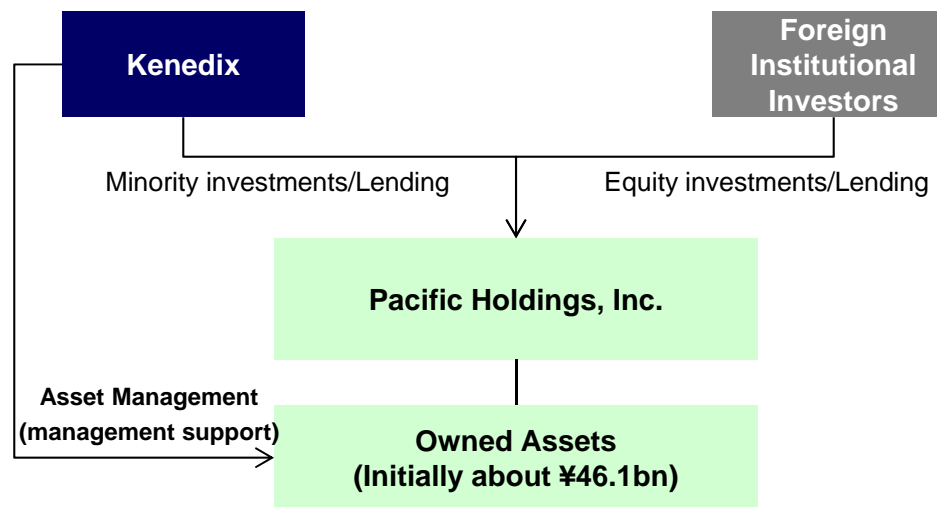 Kenedix
Foreign
Institutional
Investors
Minority investments/Lending
Equity investments/Lending
Pacific Holdings, Inc.
Asset Management
(management support)
Owned Assets
(Initially about ¥46.1bn)